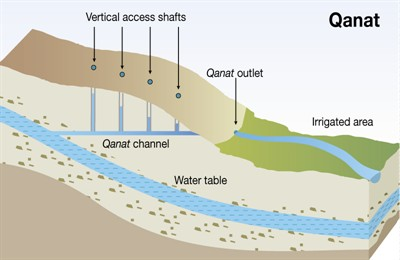 Qanat
Vertical access shafts
Qanat outlet
Irrigated area
Qanat channel
Water table